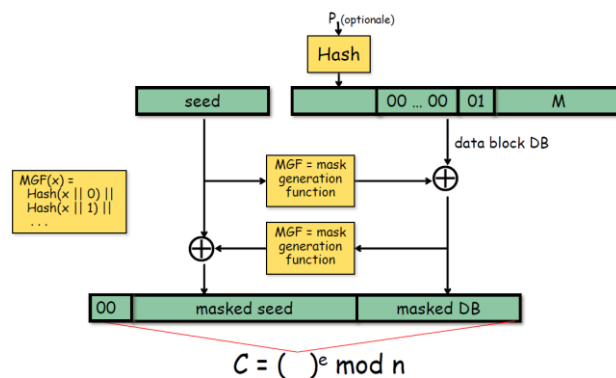 P (optionale)
Hash
seed
00 ... 00
01
M
data block DB
MGF = mask
generation
function
MGF(x) =
Hash(x || 0) ||
Hash(x || 1) ||
. . .
MGF = mask
generation
function
00
masked seed
masked DB
C = ( )e mod n